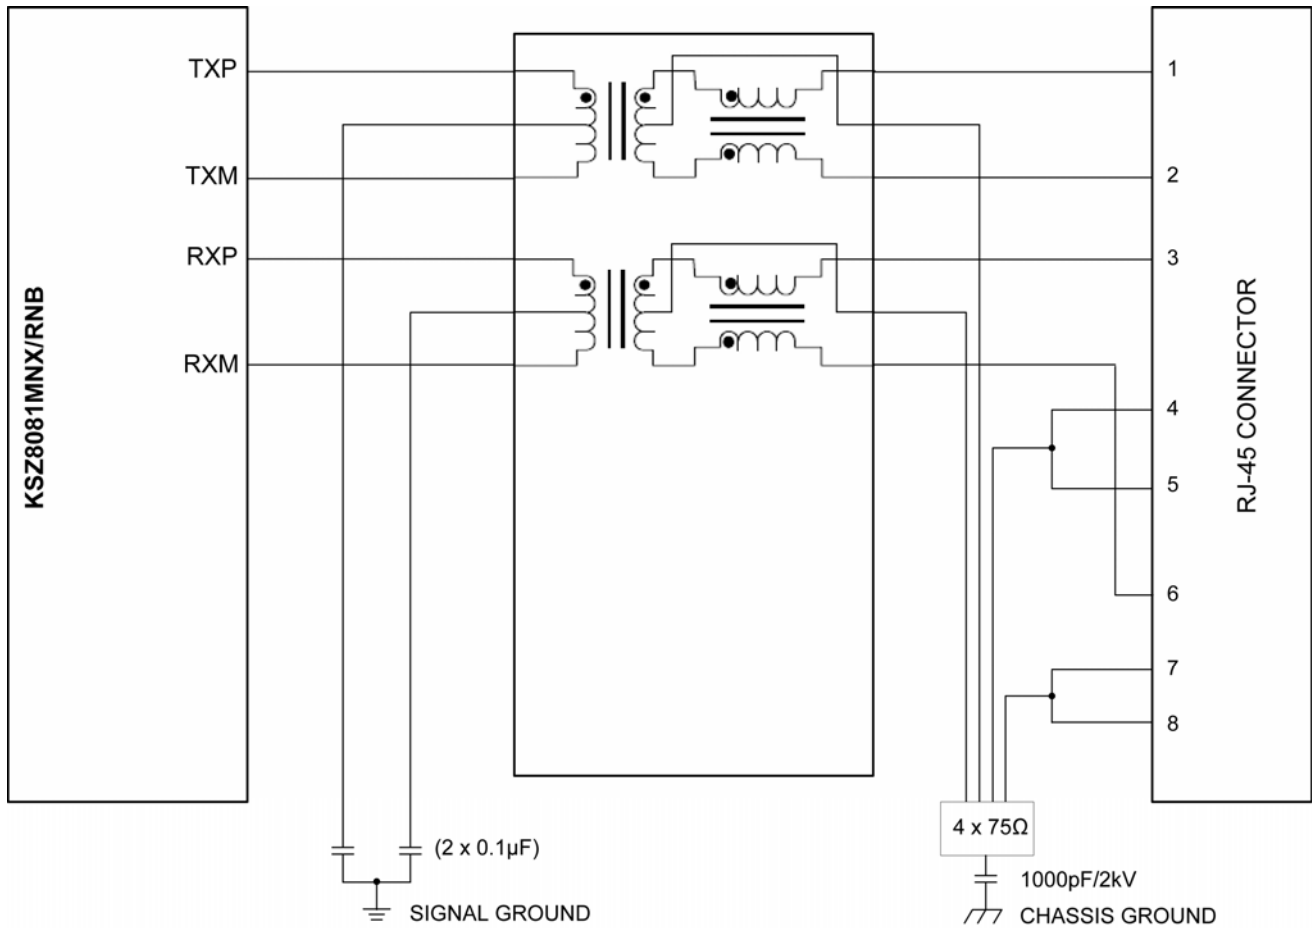 KSZ8081MNX/RNB
TXP
TXM
RXP
RXM
1
2
3
4
5
6
7
8
RJ-45 CONNECTOR
(2 x 0.1µF)
SIGNAL GROUND
4 x 75Ω
1000pF/2kV
CHASSIS GROUND